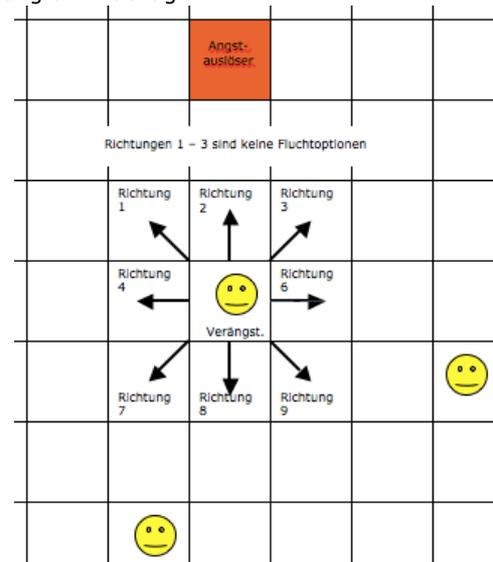 Angst-
auslöser
Richtungen 1 – 3 sind keine Fluchtoptionen
Richtung
1
Richtung
2
Richtung
3
Richtung
4
Richtung
6
Verängst.
Richtung
7
Richtung
8
Richtung
9